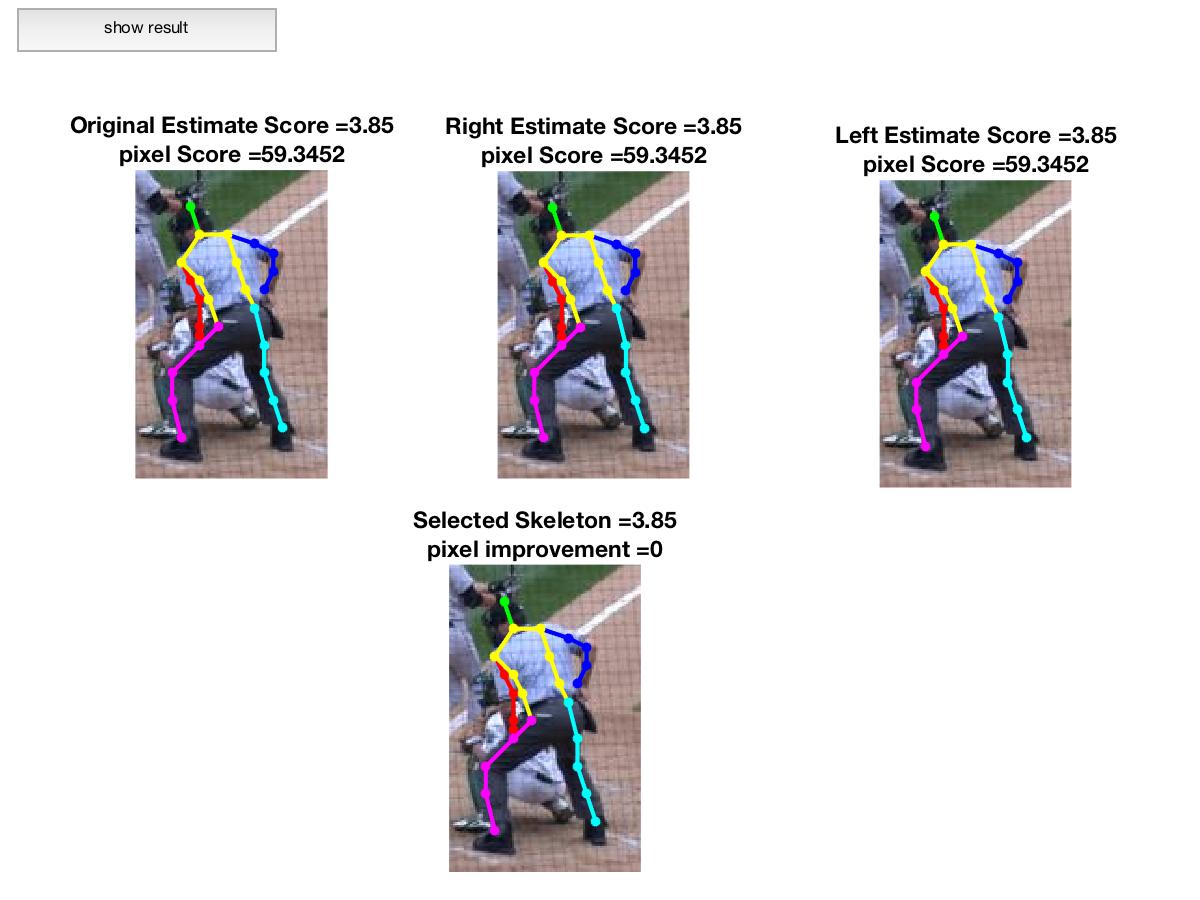 show result
Original Estimate Score =3.85
pixel Score =59.3452
Right Estimate Score =3.85
pixel Score =59.3452
Left Estimate Score =3.85
pixel Score =59.3452
Selected Skeleton =3.85
pixel improvement =0